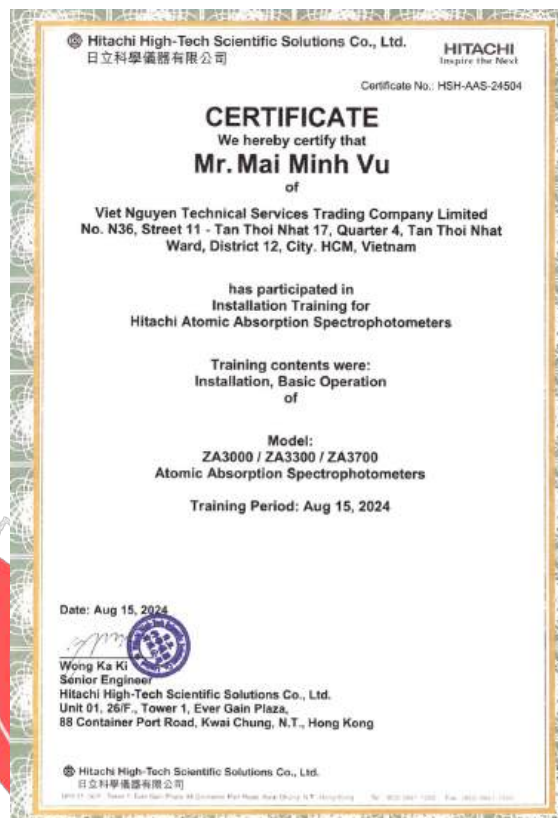 Hitachi High-Tech Scientific Solutions Co., Ltd.
日立科學儀器有限公司
HITACHI
Inspire the Next
Certificate No.: HSH-AAS-24504
CERTIFICATE
We hereby certify that
Mr. Mai Minh Vu
of
Viet Nguyen Technical Services Trading Company Limited
No. N36, Street 11 - Tan Thoi Nhat 17, Quarter 4, Tan Thoi Nhat
Ward, District 12, City. HCM, Vietnam
has participated in
Installation Training for
Hitachi Atomic Absorption Spectrophotometers
Training contents were:
Installation, Basic Operation
of
Model:
ZA3000 / ZA3300 / ZA3700
Atomic Absorption Spectrophotometers
Training Period: Aug 15, 2024
Date: Aug 15, 2024
Wong Ka Ki
Senior Engineer
Hitachi High-Tech Scientific Solutions Co., Ltd.
Unit 01, 26/F., Tower 1, Ever Gain Plaza,
88 Container Port Road, Kwai Chung, N.T., Hong Kong
Hitachi High-Tech Scientific Solutions Co., Ltd.
日立科學儀器有限公司